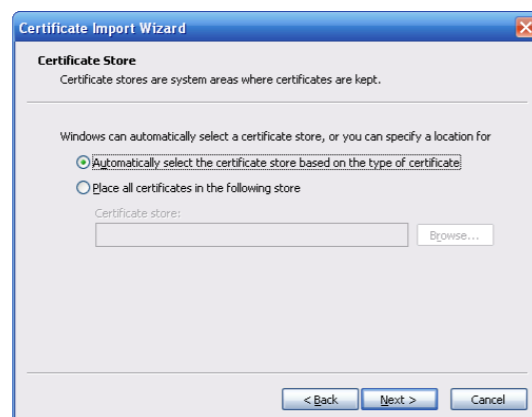 Certificate Import Wizard
Certificate Store
Certificate stores are system areas where certificates are kept.
Windows can automatically select a certificate store, or you can specify a location for
Automatically select the certificate store based on the type of certificate
Place all certificates in the following store
Certificate store:
Browse...
< Back Next > Cancel